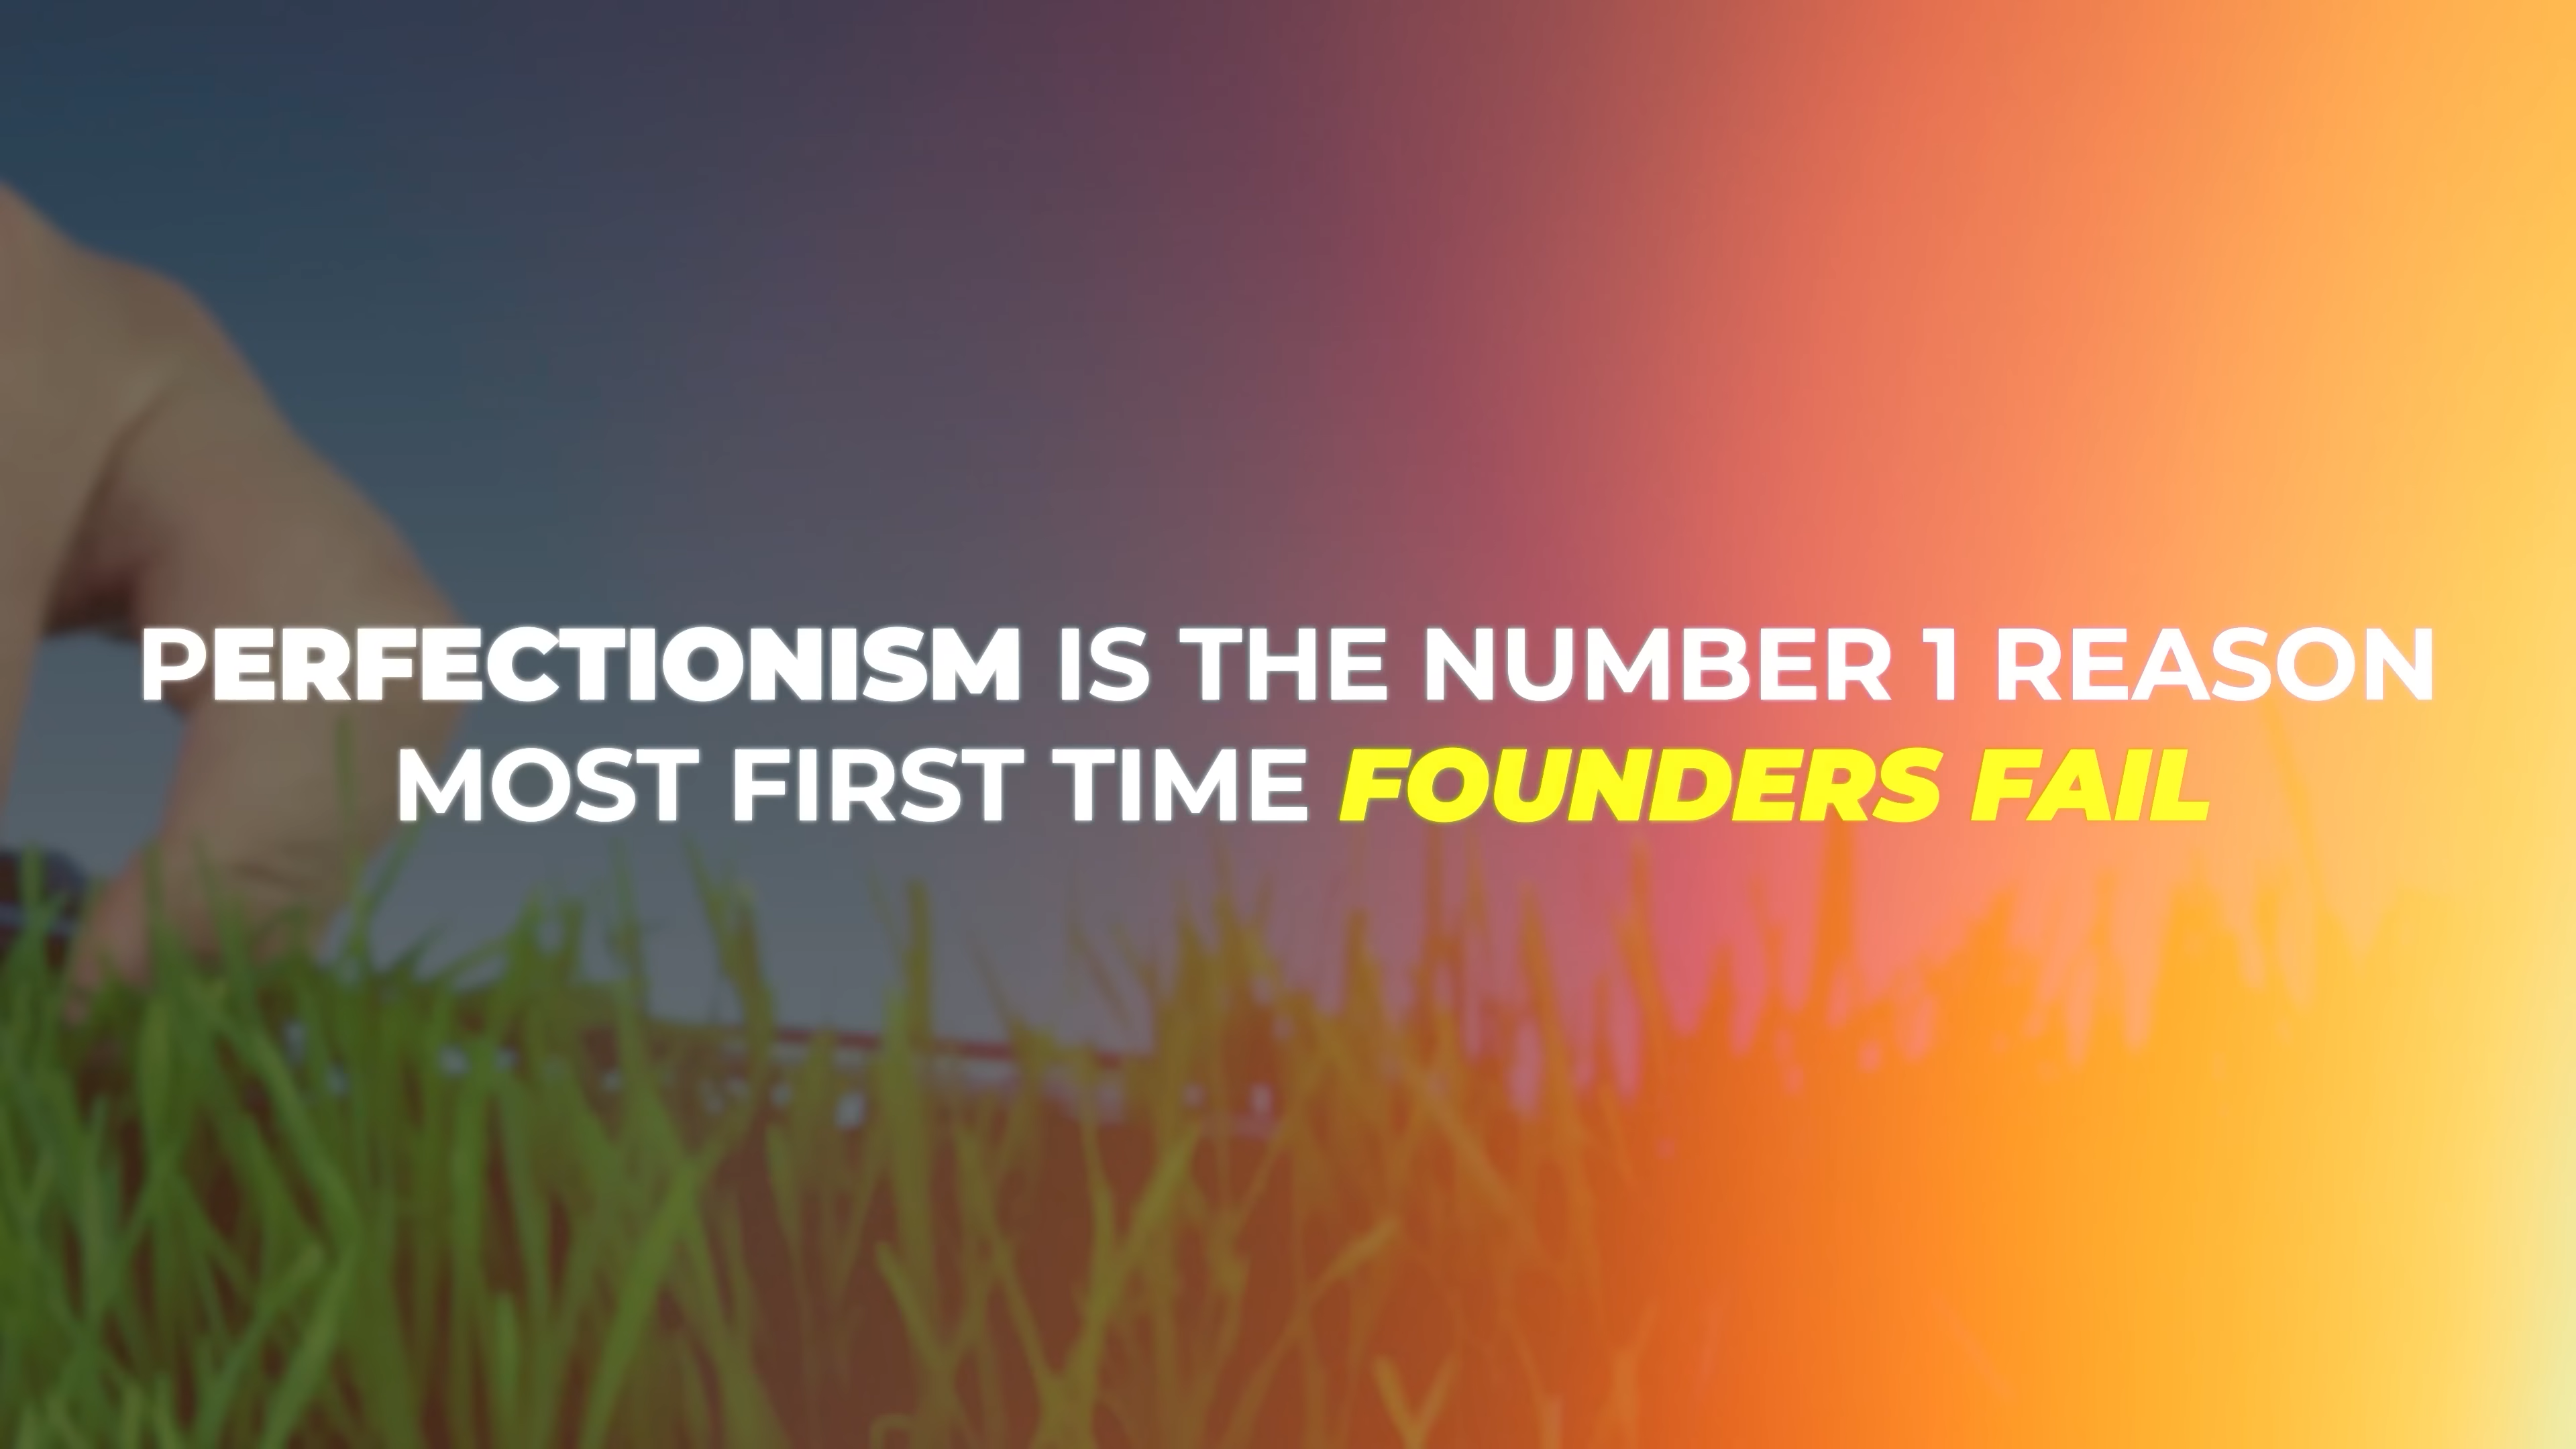 PERFECTIONISM IS THE NUMBER 1 REASON
MOST FIRST TIME FOUNDERS FAIL